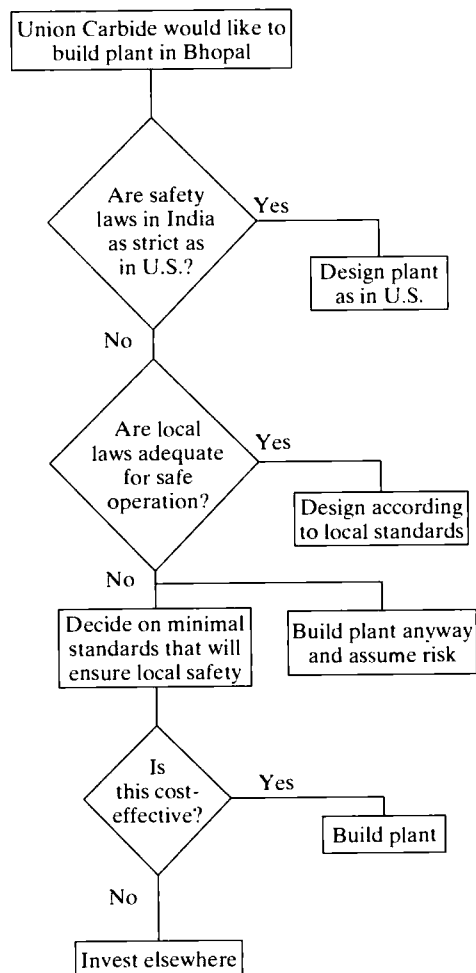 Union Carbide would like to
build plant in Bhopal
Are safety
laws in India
as strict as
in U.S.?
Yes
Design plant
as in U.S.
No
Are local
laws adequate
for safe
operation?
Yes
Design according
to local standards
No
Decide on minimal
standards that will
ensure local safety
Build plant anyway
and assume risk
Is
this cost-
effective?
Yes
Build plant
No
Invest elsewhere